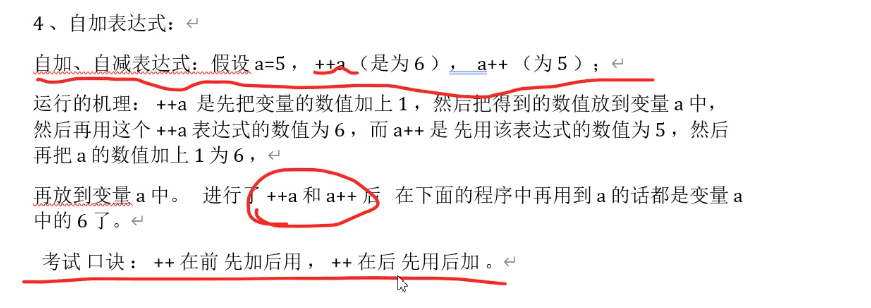 4 、自加表达式：
自加、自减表达式：假设 a=5 ， ++a （是为 6 ）， a++ （为 5 ）；
运行的机理： ++a 是先把变量的数值加上 1 ，然后把得到的数值放到变量 a 中，
然后再用这个 ++a 表达式的数值为 6 ，而 a++ 是 先用该表达式的数值为 5 ，然后
再把 a 的数值加上 1 为 6 ，
再放到变量 a 中。 进行了 ++a 和 a++ 后 在下面的程序中再用到 a 的话都是变量 a
中的 6 了。
考试 口诀 ： ++ 在前 先加后用 ， ++ 在后 先用后加 。